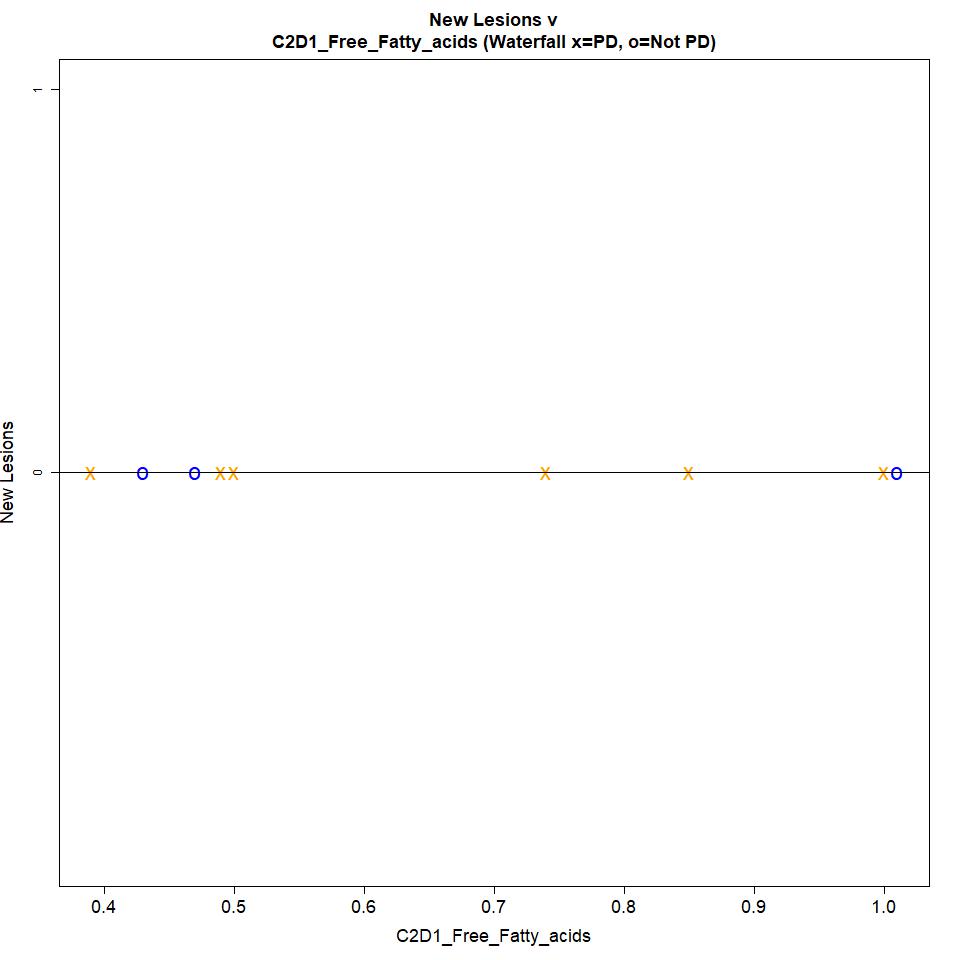 New Lesions v
C2D1_Free_Fatty_acids (Waterfall x=PD, o=Not PD)
1
New Lesions
0
x o o x x x x x o
0.4 0.5 0.6 0.7 0.8 0.9 1.0
C2D1_Free_Fatty_acids